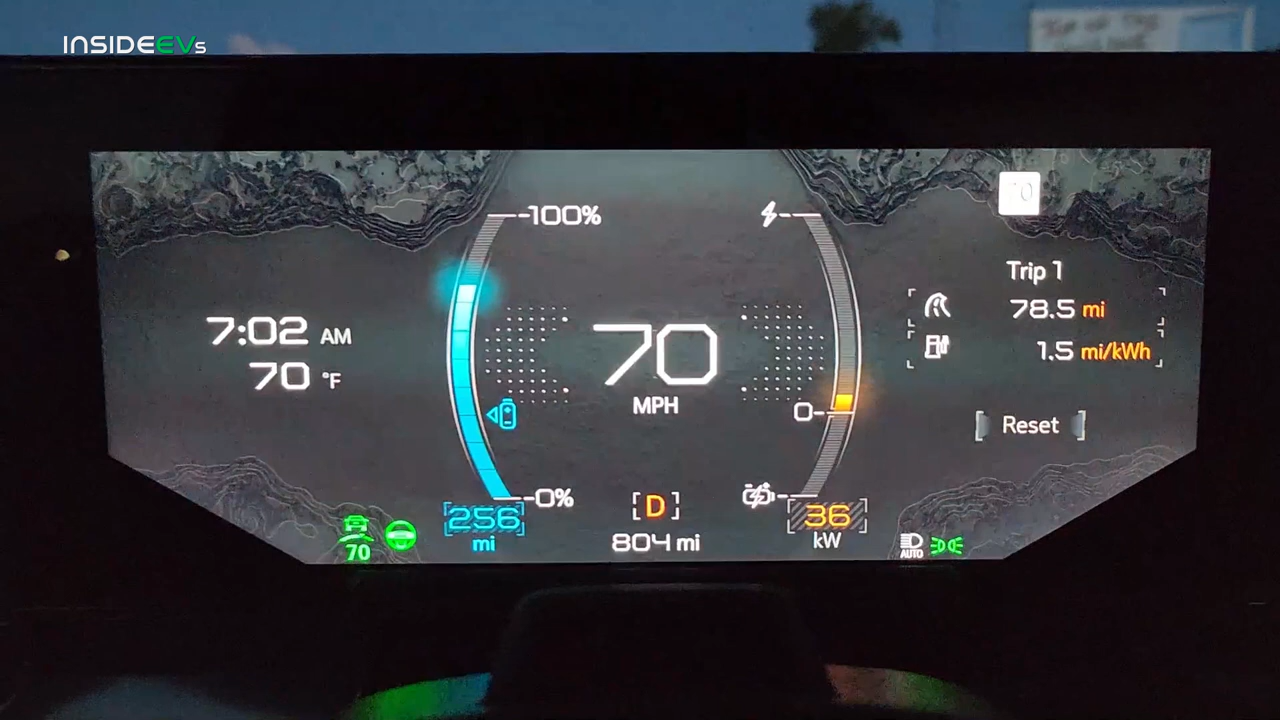 INSIDEEVs
70
100%
Trip 1
78.5 mi
7:02 AM
70 °F
70
MPH
1.5 mi/kWh
0
Reset
0%
D
256
mi
36
kW
70
804 mi
AUTO